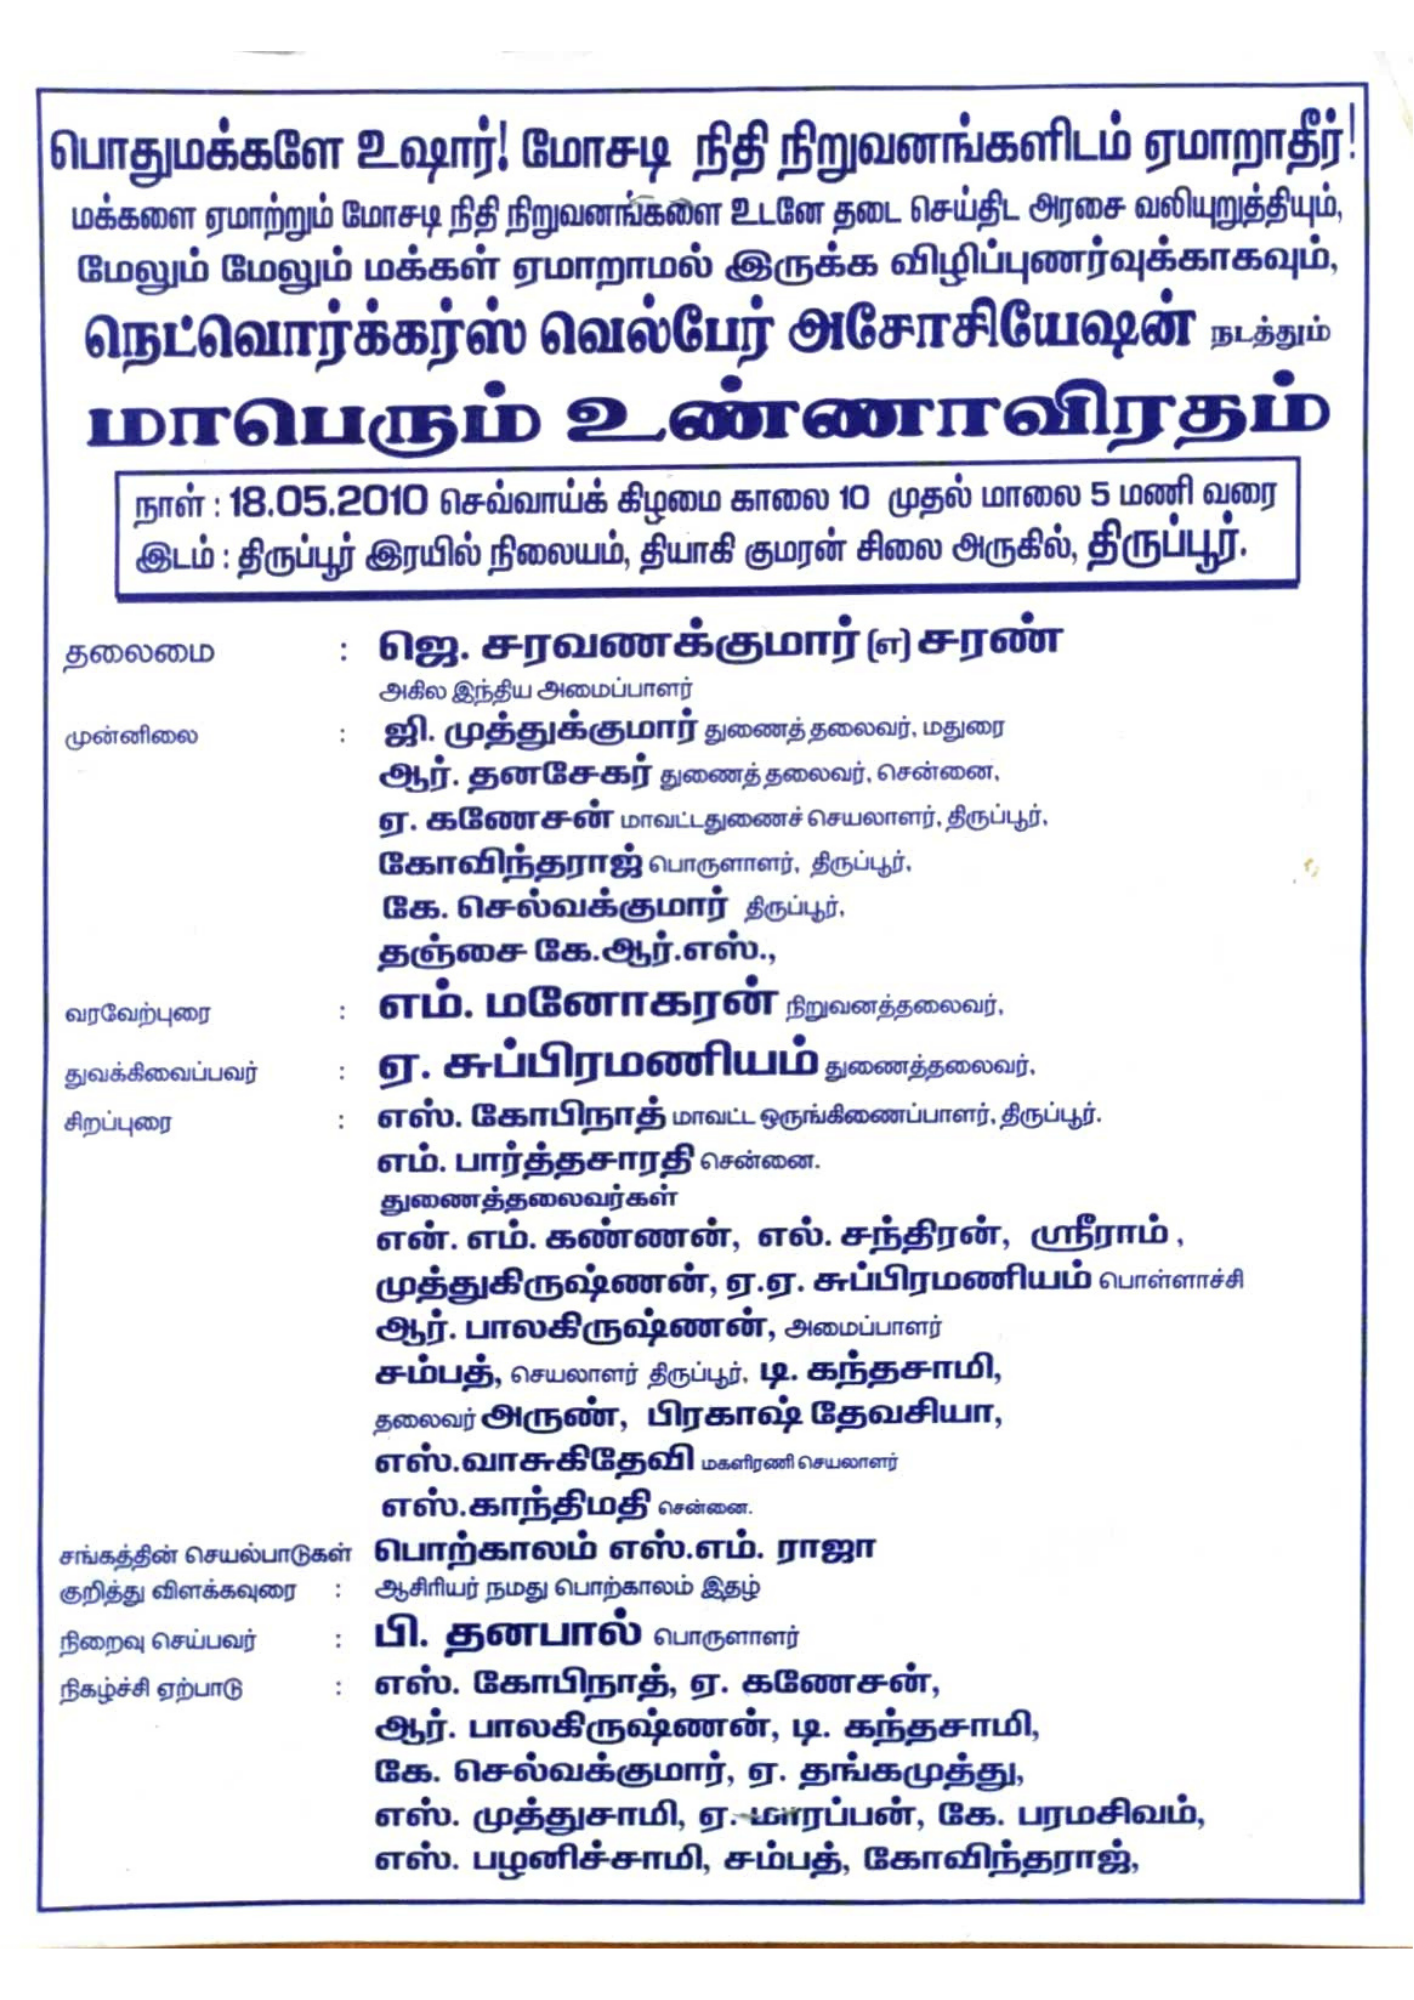 பொதுமக்களே உஷார்! மோசடி நிதி நிறுவனங்களிடம் ஏமாறாதீர்!
மக்களை ஏமாற்றும் மோசடி நிதி நிறுவனங்களை உடனே தடை செய்திட அரசை வலியுறுத்தியும்,
மேலும் மேலும் மக்கள் ஏமாறாமல் இருக்க விழிப்புணர்வுக்காகவும்,
நெட்வொர்க்கர்ஸ் வெல்பேர் அசோசியேஷன் நடத்தும்
மாபெரும் உண்ணாவிரதம்
நாள் : 18.05.2010 செவ்வாய்க் கிழமை காலை 10 முதல் மாலை 5 மணி வரை
இடம் : திருப்பூர் இரயில் நிலையம், தியாகி குமரன் சிலை அருகில், திருப்பூர்.
தலைமை : ஜெ. சரவணக்குமார் (எ) சரண்
அகில இந்திய அமைப்பாளர்
முன்னிலை : ஜி. முத்துக்குமார் துணைத் தலைவர், மதுரை
ஆர். தனசேகர் துணைத் தலைவர், சென்னை,
ஏ. கணேசன் மாவட்டதுணைச் செயலாளர், திருப்பூர்,
கோவிந்தராஜ் பொருளாளர், திருப்பூர்,
கே. செல்வக்குமார் திருப்பூர்,
தஞ்சை கே.ஆர்.எஸ்.,
வரவேற்புரை : எம். மனோகரன் நிறுவனத்தலைவர்,
துவக்கிவைப்பவர் : ஏ. சுப்பிரமணியம் துணைத்தலைவர்,
சிறப்புரை : எஸ். கோபிநாத் மாவட்ட ஒருங்கிணைப்பாளர், திருப்பூர்.
எம். பார்த்தசாரதி சென்னை.
துணைத்தலைவர்கள்
என். எம். கண்ணன், எல். சந்திரன், ஸ்ரீராம் ,
முத்துகிருஷ்ணன், ஏ.ஏ. சுப்பிரமணியம் பொள்ளாச்சி
ஆர். பாலகிருஷ்ணன், அமைப்பாளர்
சம்பத், செயலாளர் திருப்பூர், டி. கந்தசாமி,
தலைவர் அருண், பிரகாஷ் தேவசியா,
எஸ்.வாசுகிதேவி மகளிரணி செயலாளர்
எஸ்.காந்திமதி சென்னை.
சங்கத்தின் செயல்பாடுகள் பொற்காலம் எஸ்.எம். ராஜா
குறித்து விளக்கவுரை : ஆசிரியர் நமது பொற்காலம் இதழ்
நிறைவு செய்பவர் : பி. தனபால் பொருளாளர்
நிகழ்ச்சி ஏற்பாடு : எஸ். கோபிநாத், ஏ. கணேசன்,
ஆர். பாலகிருஷ்ணன், டி. கந்தசாமி,
கே. செல்வக்குமார், ஏ. தங்கமுத்து,
எஸ். முத்துசாமி, ஏ. மாரப்பன், கே. பரமசிவம்,
எஸ். பழனிச்சாமி, சம்பத், கோவிந்தராஜ்,